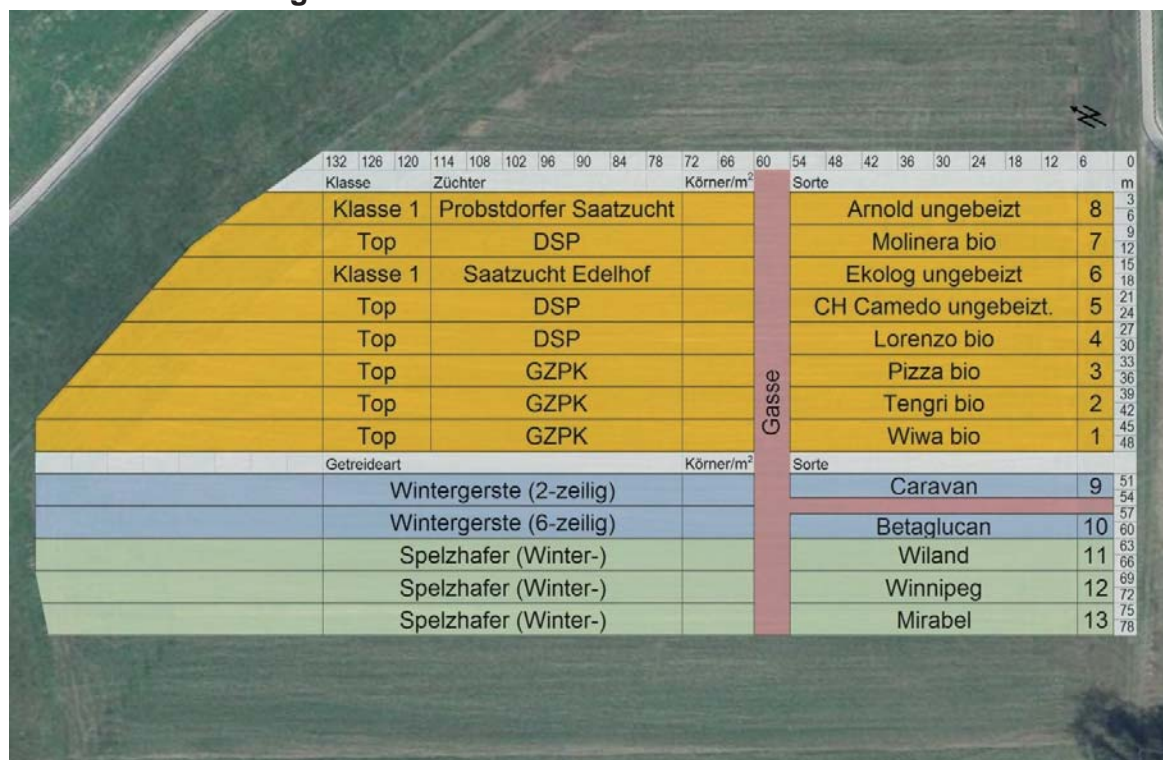 g
132 126 120 114 108 102 96 90 84 78 72 66 60 54 48 42 36 30 24 18 12 6 0
Klasse Züchter Körner/m² Sorte m
Klasse 1 Probstdorfer Saatzucht Arnold ungebeizt 8 3 6
Top DSP Molinera bio 7 9 12
Klasse 1 Saatzucht Edelhof Ekolog ungebeizt 6 15 18
Top DSP CH Camedo ungebeizt. 5 21 24
Top DSP Lorenzo bio 4 27 30
Top GZPK Pizza bio 3 33 36
Top GZPK Tengri bio 2 39 42
Top GZPK Wiwa bio 1 45 48
Gasse
Getreideart Körner/m² Sorte
Wintergerste (2-zeilig) Caravan 9 51 54
Wintergerste (6-zeilig) Betaglucan 10 57 60
Spelzhafer (Winter-) Wiland 11 63 66
Spelzhafer (Winter-) Winnipeg 12 69 72
Spelzhafer (Winter-) Mirabel 13 75 78